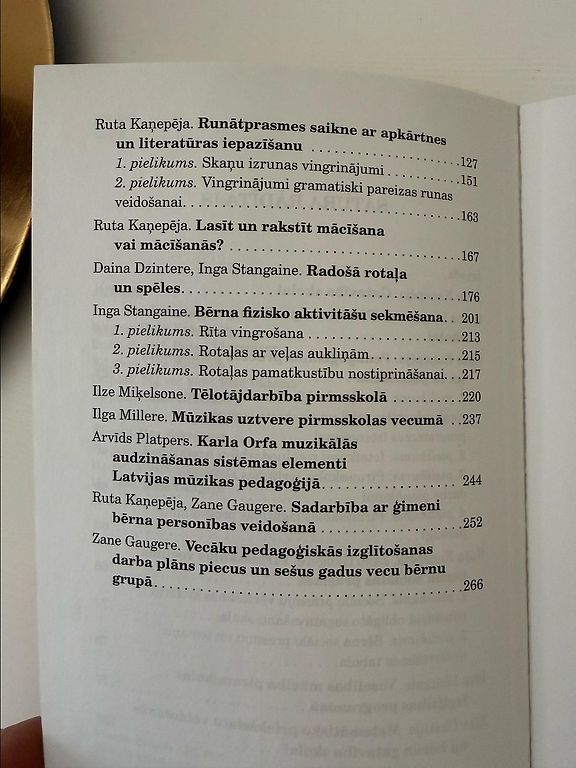 Ruta Kaņepēja. Runātprasmes saikne ar apkārtnes
un literatūras iepazīšanu ........................127
1. pielikums. Skaņu izrunas vingrinājumi ............151
2. pielikums. Vingrinājumi gramatiski pareizas runas
veidošanai..........................................163
Ruta Kaņepēja. Lasīt un rakstīt mācīšana
vai mācīšanās? .................................167
Daina Dzintere, Inga Stangaine. Radošā rotaļa
un spēles.......................................176
Inga Stangaine. Bērna fizisko aktivitāšu sekmēšana.. 201
1. pielikums. Rīta vingrošana .......................213
2. pielikums. Rotaļas ar veļas aukliņām..............215
3. pielikums. Rotaļas pamatkustību nostiprināšanai...217
Ilze Miķelsone. Tēlotājdarbība pirmsskolā ..........220
Ilga Millere. Mūzikas uztvere pirmsskolas vecumā ..237
Arvīds Platpers. Karla Orfa muzikālās
audzināšanas sistēmas elementi
Latvijas mūzikas pedagoģijā.................... 244
Ruta Kaņepēja, Zane Gaugere. Sadarbība ar ģimeni
bērna personības veidošanā .....................252
Zane Gaugere. Vecāku pedagoģiskās izglītošanas
darba plāns piecus un sešus gadus vecu bērnu
grupā...........................................266